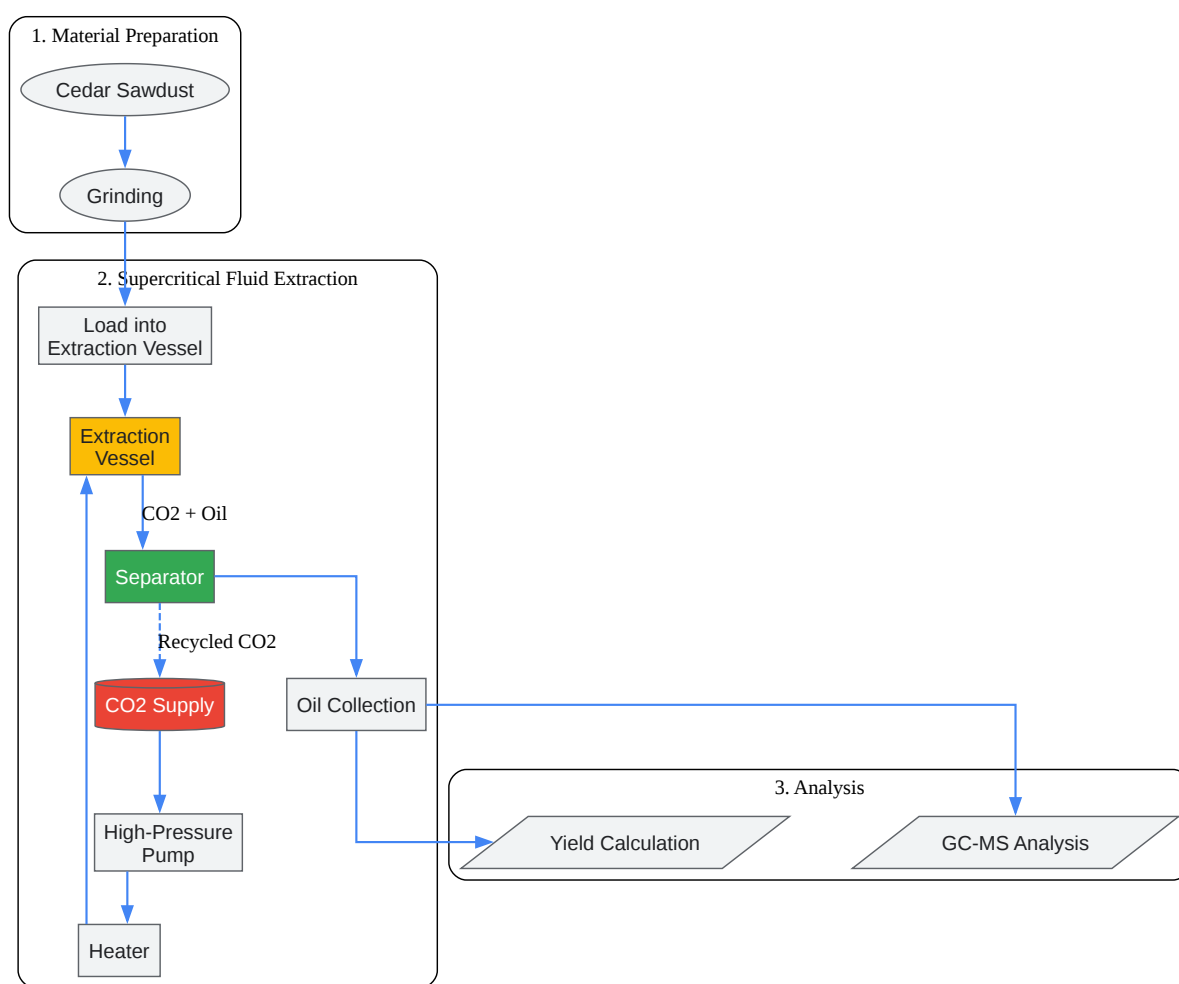 1. Material Preparation
Cedar Sawdust
Grinding
2. Supercritical Fluid Extraction
Load into
Extraction Vessel
Extraction
Vessel
CO2 + Oil
Separator
Recycled CO2
CO2 Supply
Oil Collection
3. Analysis
High-Pressure
Pump
Yield Calculation
GC-MS Analysis
Heater